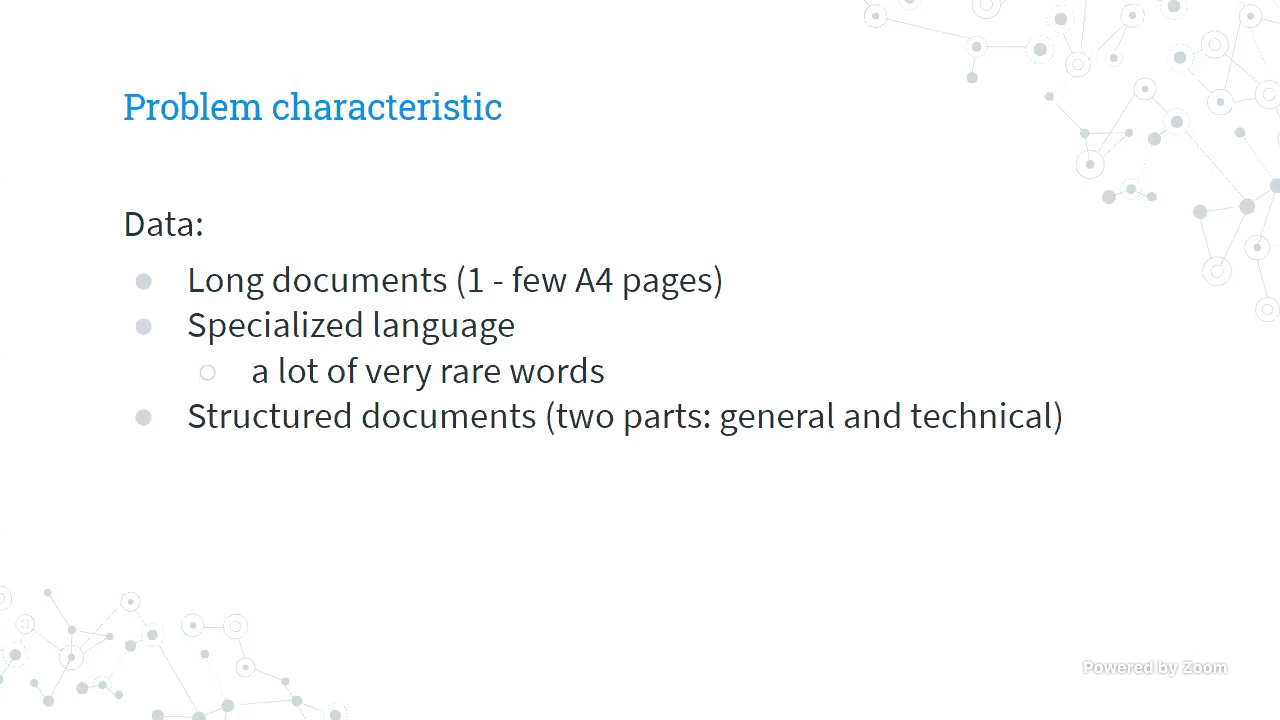 Problem characteristic
Data:
Long documents (1 - few A4 pages)
Specialized language
a lot of very rare words
Structured documents (two parts: general and technical)
Powered by Zoom